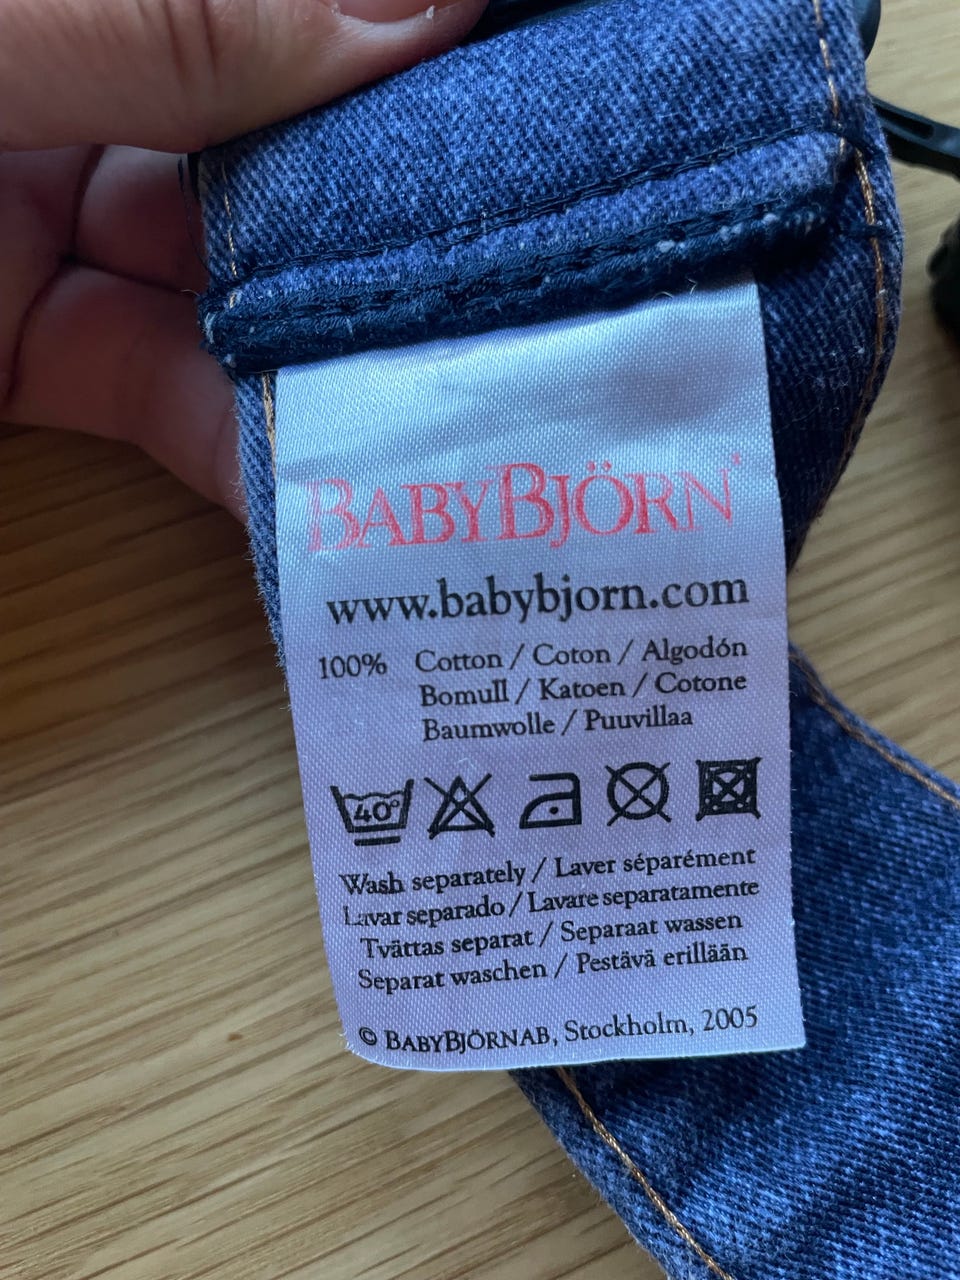 BABYBJÖRN
www.babybjorn.com
100% Cotton / Coton / Algodón
Bomull / Katoen / Cotone
Baumwolle / Puuvillaa
40°
Wash separately / Laver séparément
Lavar separado / Lavare separatamente
Tvättas separat / Separaat wassen
Separat waschen / Pestävä erillään
© BABYBJÖRNAB, Stockholm, 2005